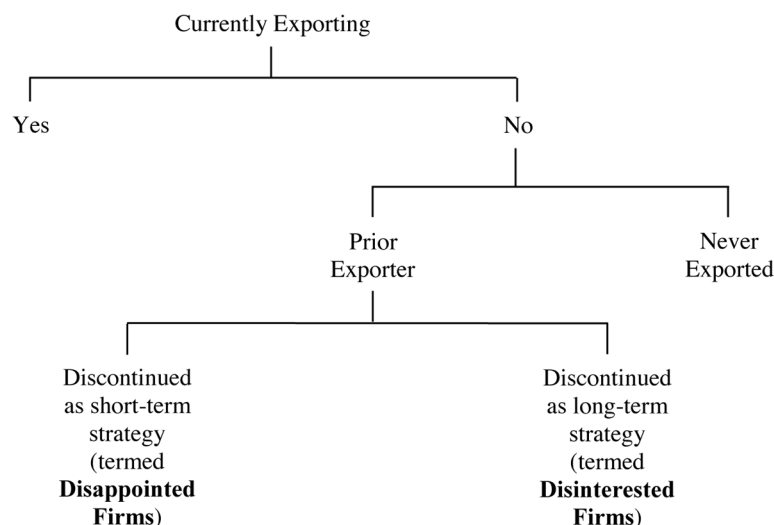 Currently Exporting
Yes
No
Prior
Exporter
Never
Exported
Discontinued
as short-term
strategy
(termed
Disappointed
Firms)
Discontinued
as long-term
strategy
(termed
Disinterested
Firms)